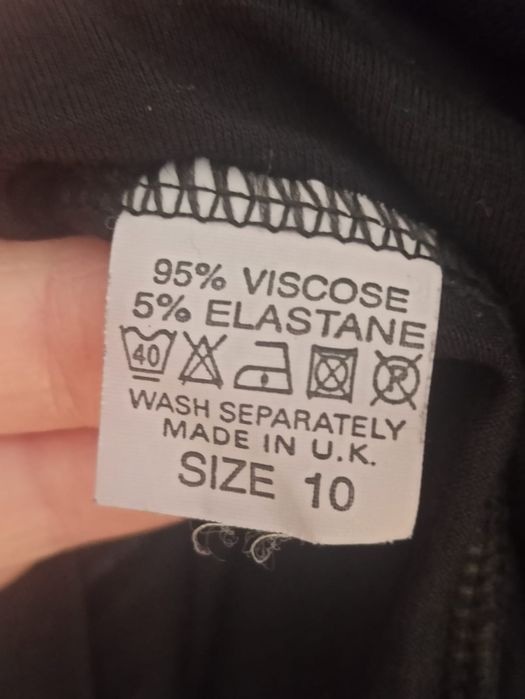 95% VISCOSE
5% ELASTANE
40 P
WASH SEPARATELY
MADE IN U.K.
SIZE 10